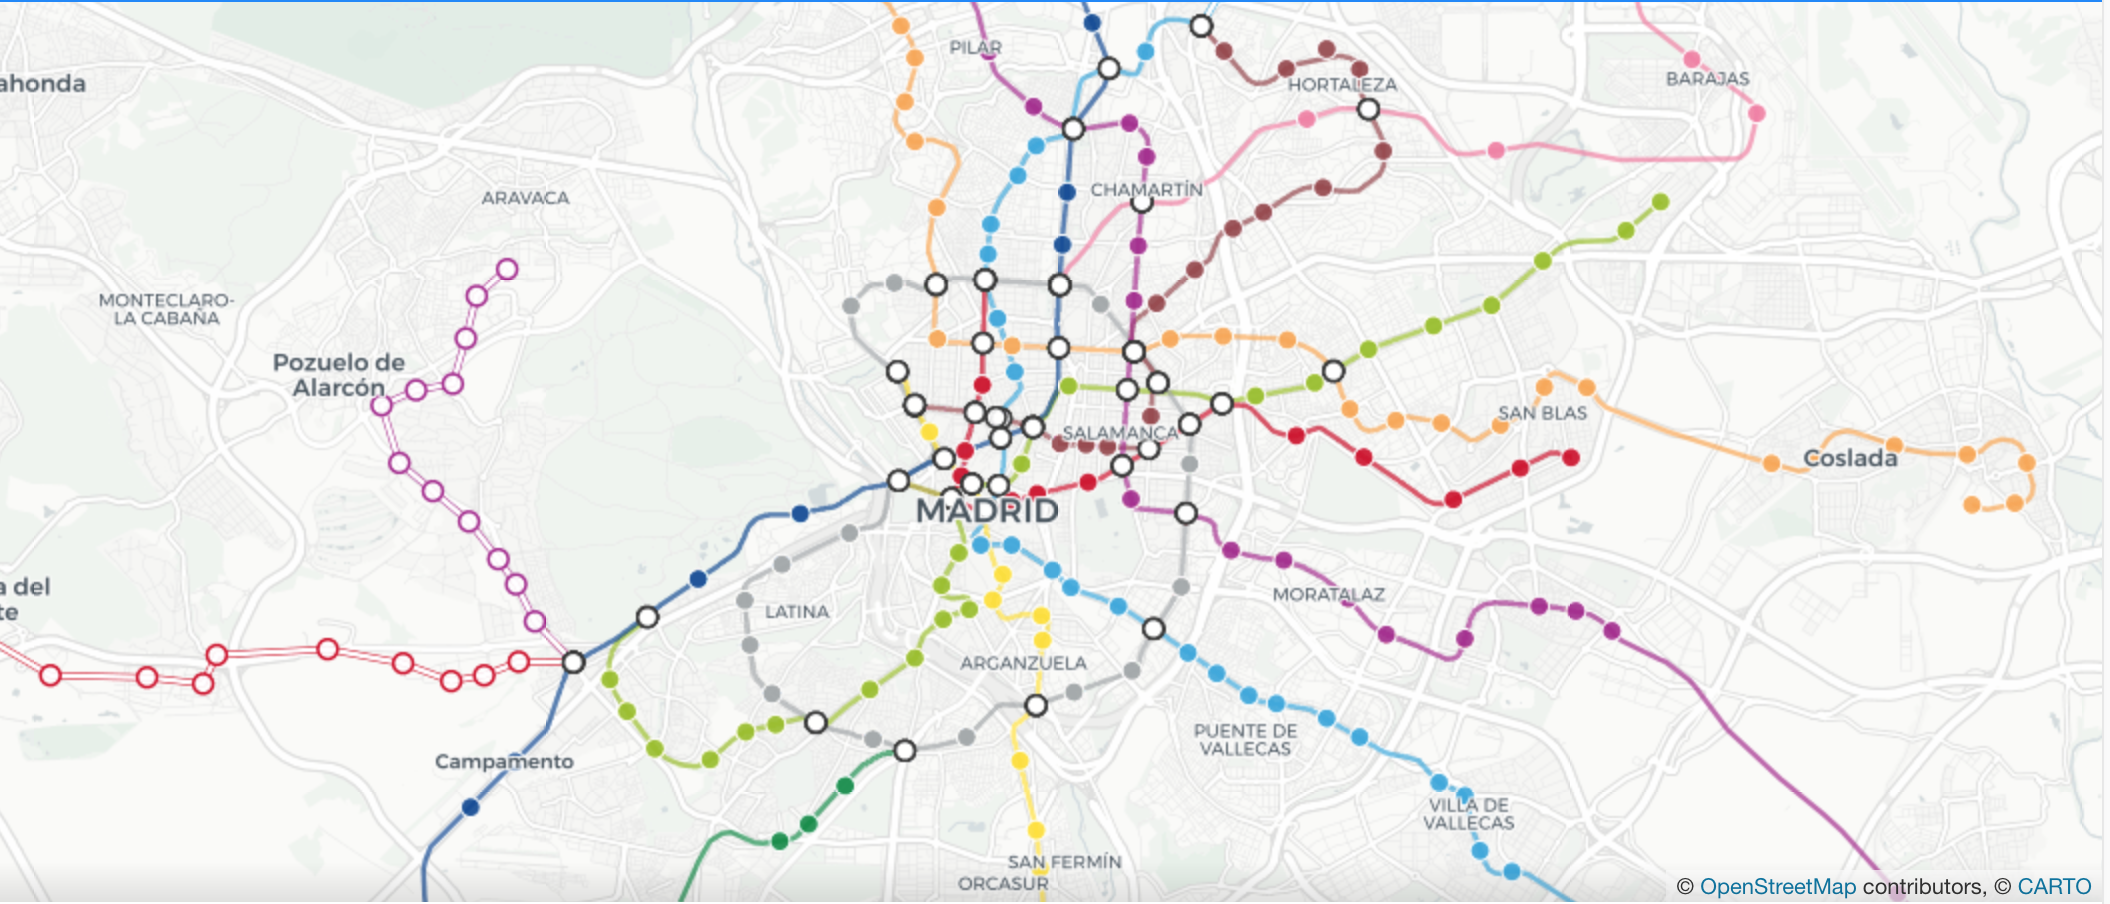 PILAR
BARAJAS
ahonda
HORTALEZA
CHAMARTÍN
ARAVACA
MONTECLARO-
LA CABAÑA
Pozuelo de
Alarcón
SAN BLAS
SALAMANCA
Coslada
MADRID
a del
te
MORATALAZ
LATINA
ARGANZUELA
PUENTE DE
VALLECAS
Campamento
VILLA DE
VALLECAS
SAN FERMÍN
ORCASUR
© OpenStreetMap contributors, © CARTO